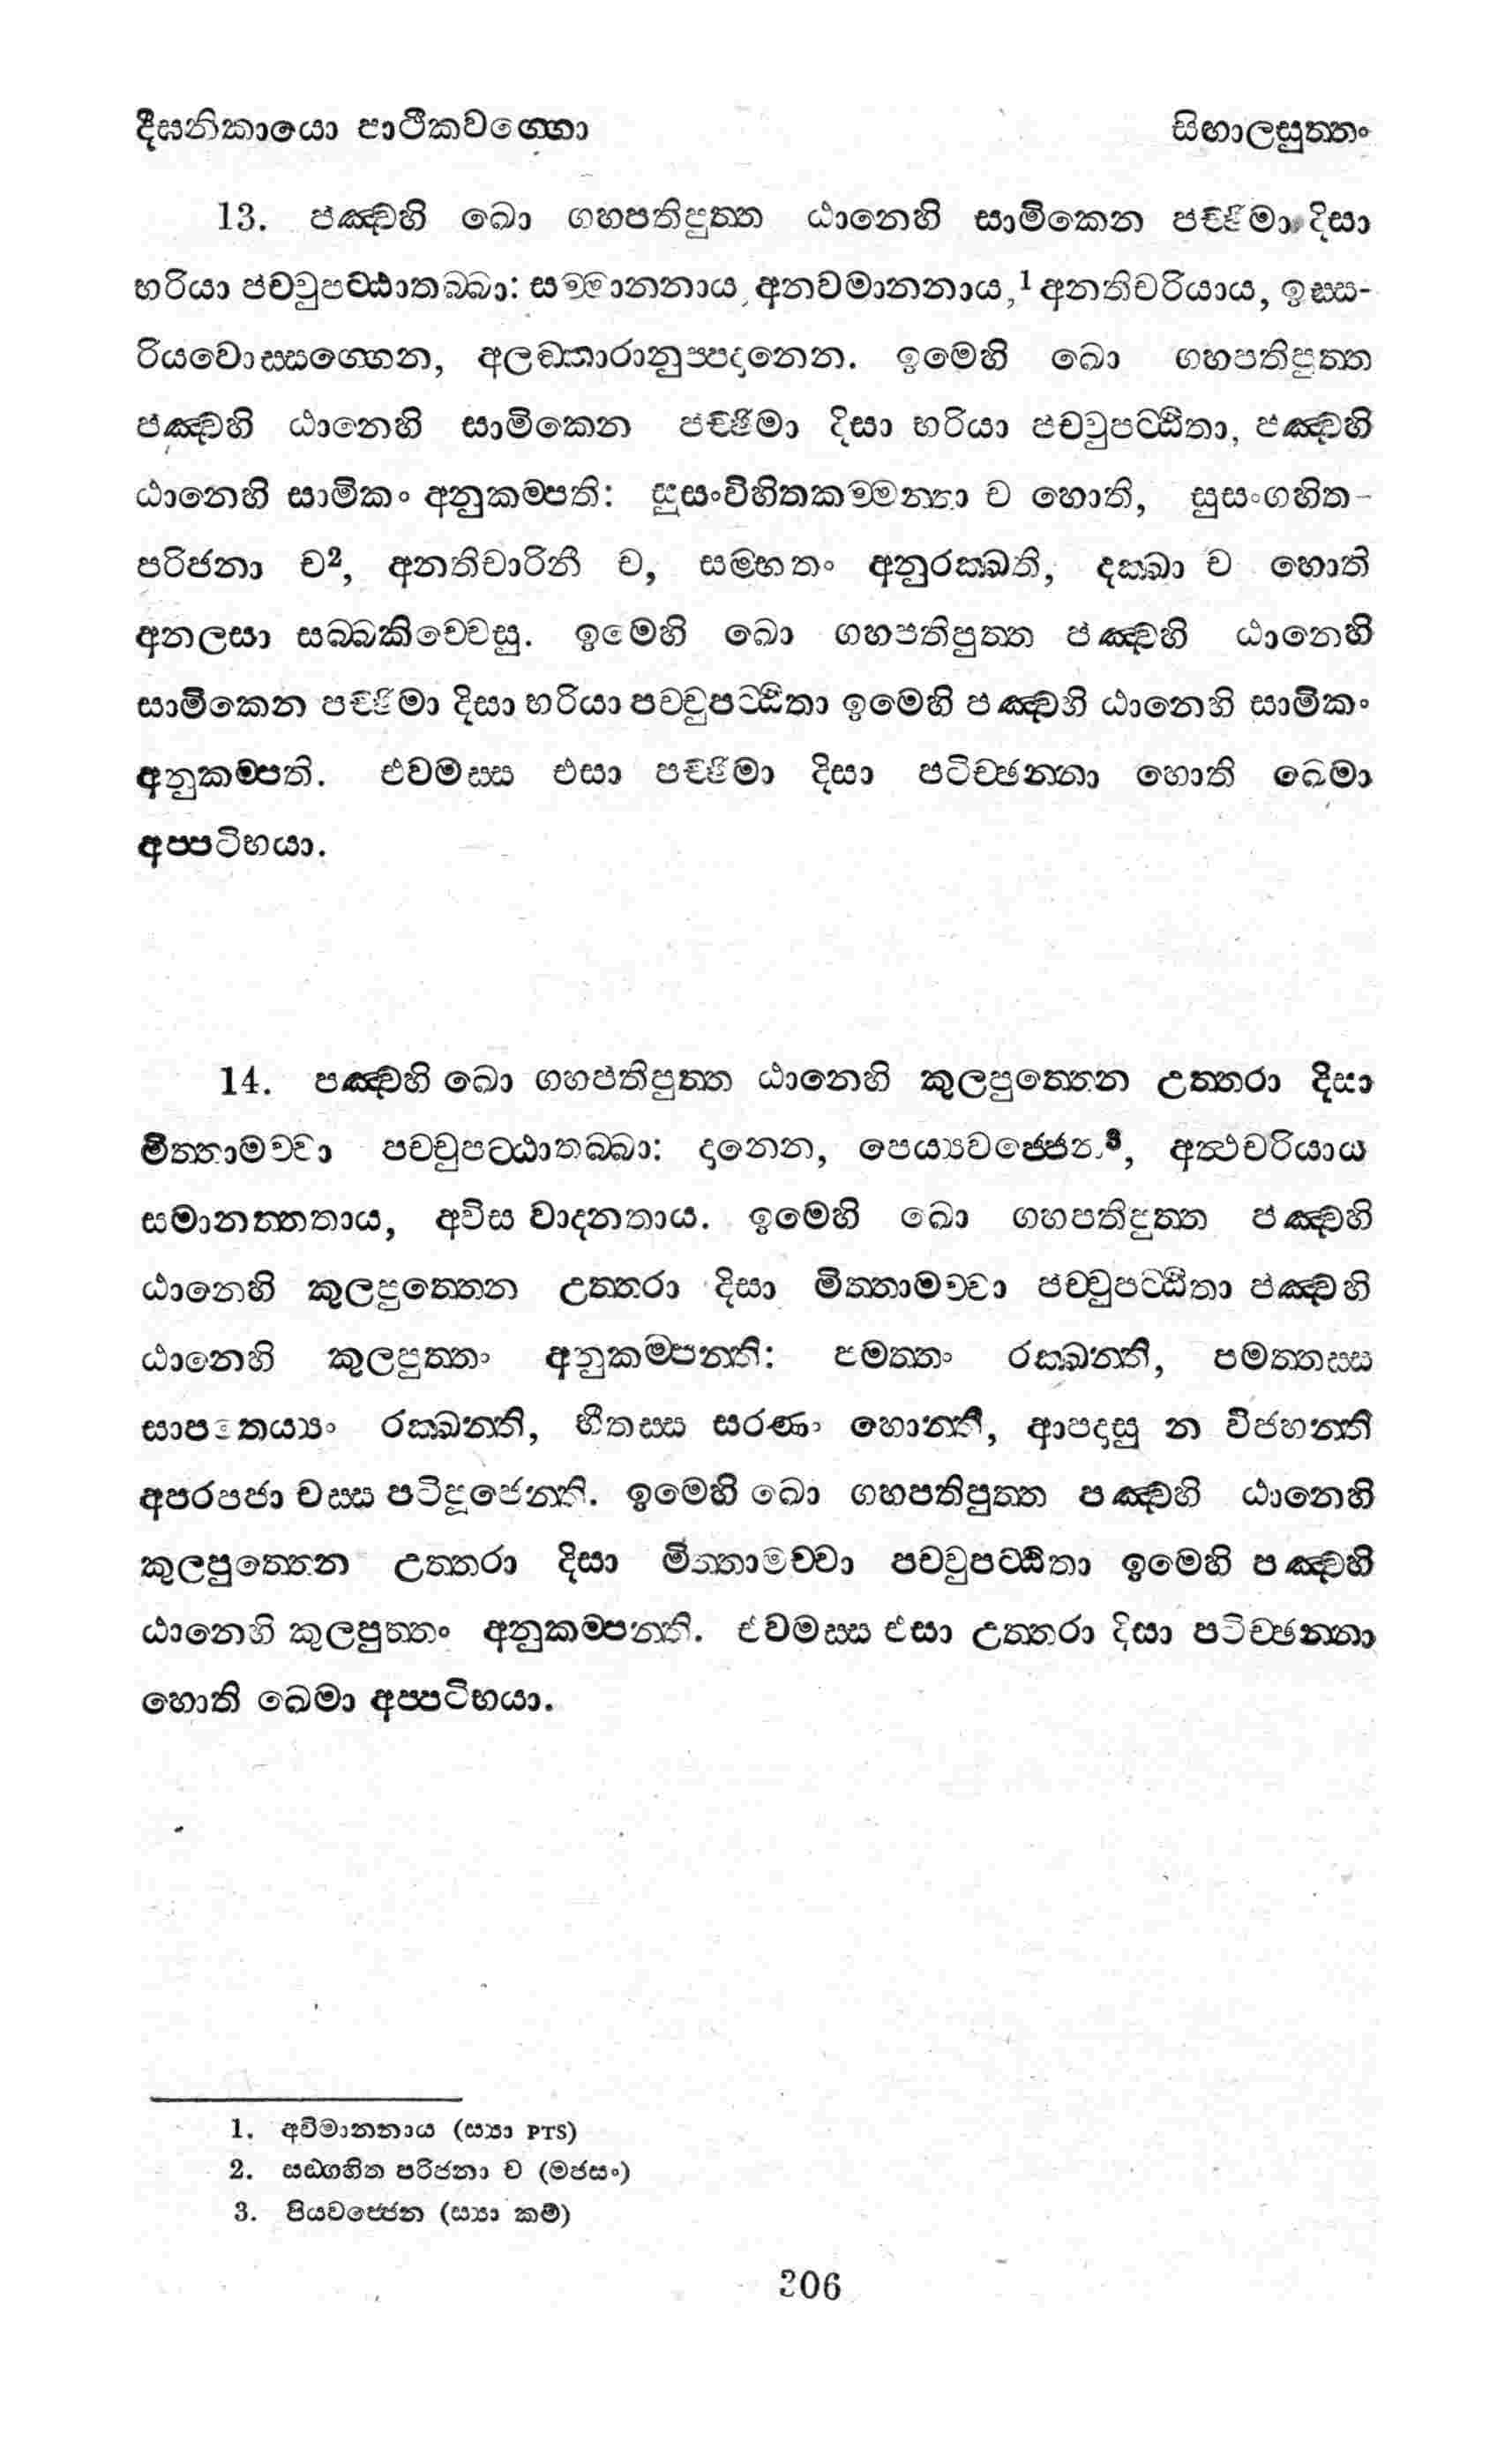 දීඝනිකායො පාථිකවග්ගො සිඟාලසුත්තං
13. පඤ්චහි ඛො ගහපතිපුත්ත ඨානෙහි සාමිකෙන පච්ඡිමා දිසා
භරියා පච්චුපට්ඨාතබ්බා: සම්මානනාය, අනවමානනාය,1 අනතිචරියාය, ඉස්ස-
රියවොස්සග්ගෙන, අලඞ්කාරානුප්පදානෙන. ඉමෙහි ඛො ගහපතිපුත්ත
පඤ්චහි ඨානෙහි සාමිකෙන පච්ඡිමා දිසා භරියා පච්චුපට්ඨිතා, පඤ්චහි
ඨානෙහි සාමිකං අනුකම්පති: සුසංවිහිතකම්මන්තා ච හොති, සුසංගහිත-
පරිජනා ච2, අනතිචාරිනී ච, සම්භතං අනුරක්ඛති, දක්ඛා ච හොති
අනලසා සබ්බකිච්චෙසු. ඉමෙහි ඛො ගහපතිපුත්ත පඤ්චහි ඨානෙහි
සාමිකෙන පච්ඡිමා දිසා භරියා පච්චුපට්ඨිතා ඉමෙහි පඤ්චහි ඨානෙහි සාමිකං
අනුකම්පති. එවමස්ස එසා පච්ඡිමා දිසා පටිච්ඡන්නා හොති ඛෙමා
අප්පටිභයා.
14. පඤ්චහි ඛො ගහපතිපුත්ත ඨානෙහි කුලපුත්තෙන උත්තරා දිසා
මිත්තාමච්චා පච්චුපට්ඨාතබ්බා: දානෙන, පෙය්‍යවජ්ජෙන3, අත්ථචරියාය
සමානත්තතාය, අවිස වාදනතාය. ඉමෙහි ඛො ගහපතිපුත්ත පඤ්චහි
ඨානෙහි කුලපුත්තෙන උත්තරා දිසා මිත්තාමච්චා පච්චුපට්ඨිතා පඤ්චහි
ඨානෙහි කුලපුත්තං අනුකම්පන්ති: පමත්තං රක්ඛන්ති, පමත්තස්ස
සාපතෙය්‍යං රක්ඛන්ති, භීතස්ස සරණං හොන්ති, ආපදාසු න විජහන්ති
අපරපජා චස්ස පටිපූජෙන්ති. ඉමෙහි ඛො ගහපතිපුත්ත පඤ්චහි ඨානෙහි
කුලපුත්තෙන උත්තරා දිසා මිත්තාමච්චා පච්චුපට්ඨිතා ඉමෙහි පඤ්චහි
ඨානෙහි කුලපුත්තං අනුකම්පන්ති. එවමස්ස එසා උත්තරා දිසා පටිච්ඡන්නා
හොති ඛෙමා අප්පටිභයා.
1. අවිමානනාය (ස්‍යා PTS)
2. සඞ්ගහිත පරිජනා ච (මජසං)
3. පියවජ්ජෙන (ස්‍යා කම්)
306